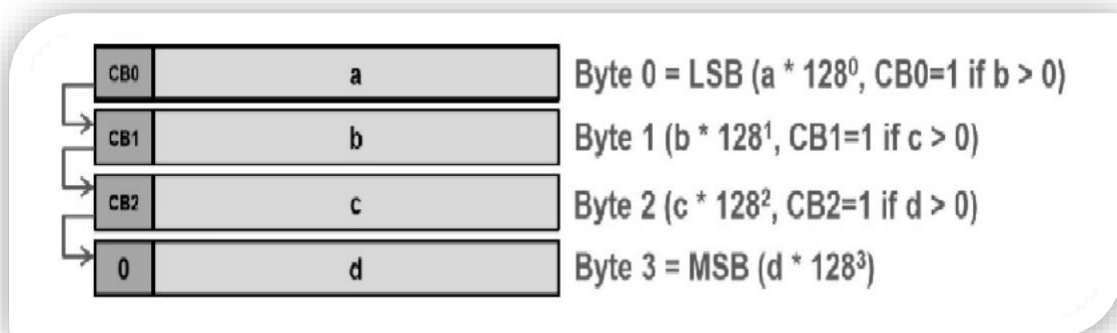 CB0 a Byte 0 = LSB (a * 128⁰, CB0=1 if b > 0)
CB1 b Byte 1 (b * 128¹, CB1=1 if c > 0)
CB2 c Byte 2 (c * 128², CB2=1 if d > 0)
0 d Byte 3 = MSB (d * 128³)